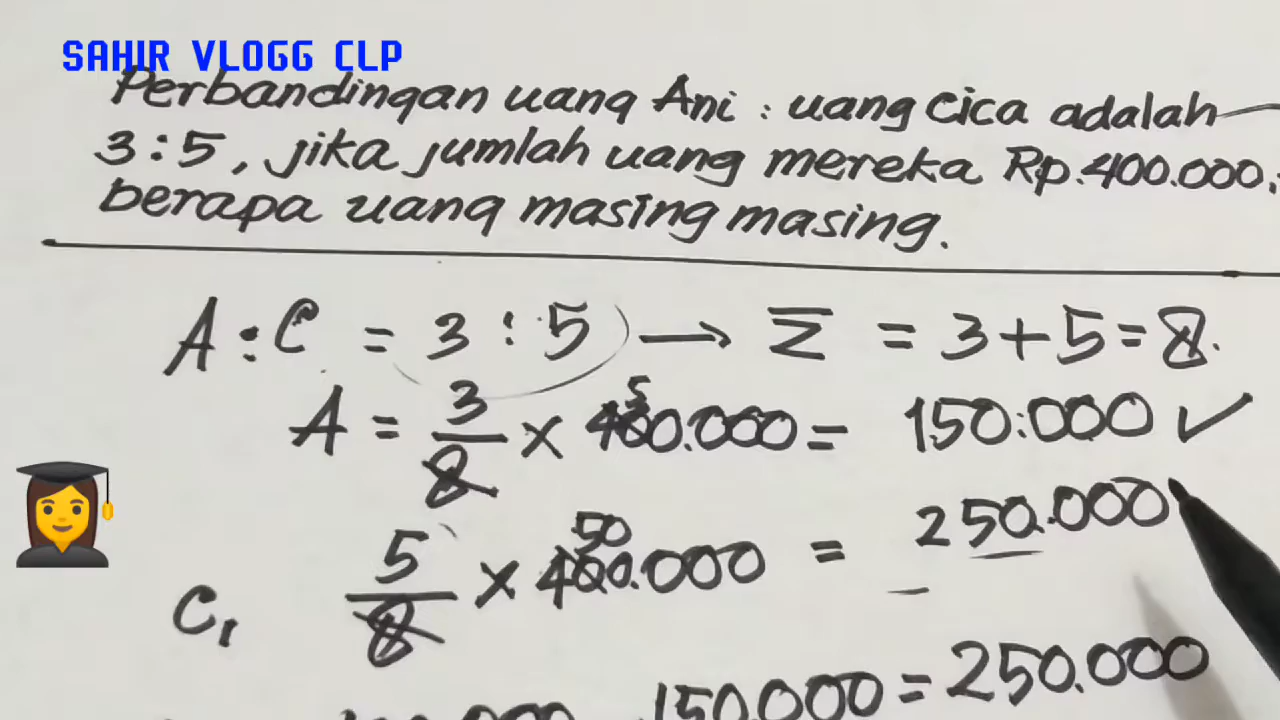 SAHIR VLOGG CLP
Perbandingan uang Ani : uang Cica adalah
3 : 5, jika jumlah uang mereka Rp.400.000,
berapa uang masing masing.
A : C = 3 : 5 → Σ = 3 + 5 = 8.
A = 3/8 × 400.000 = 150.000 ✓
5
C, 5/8 × 400.000 = 250.000
50
150.000 = 250.000